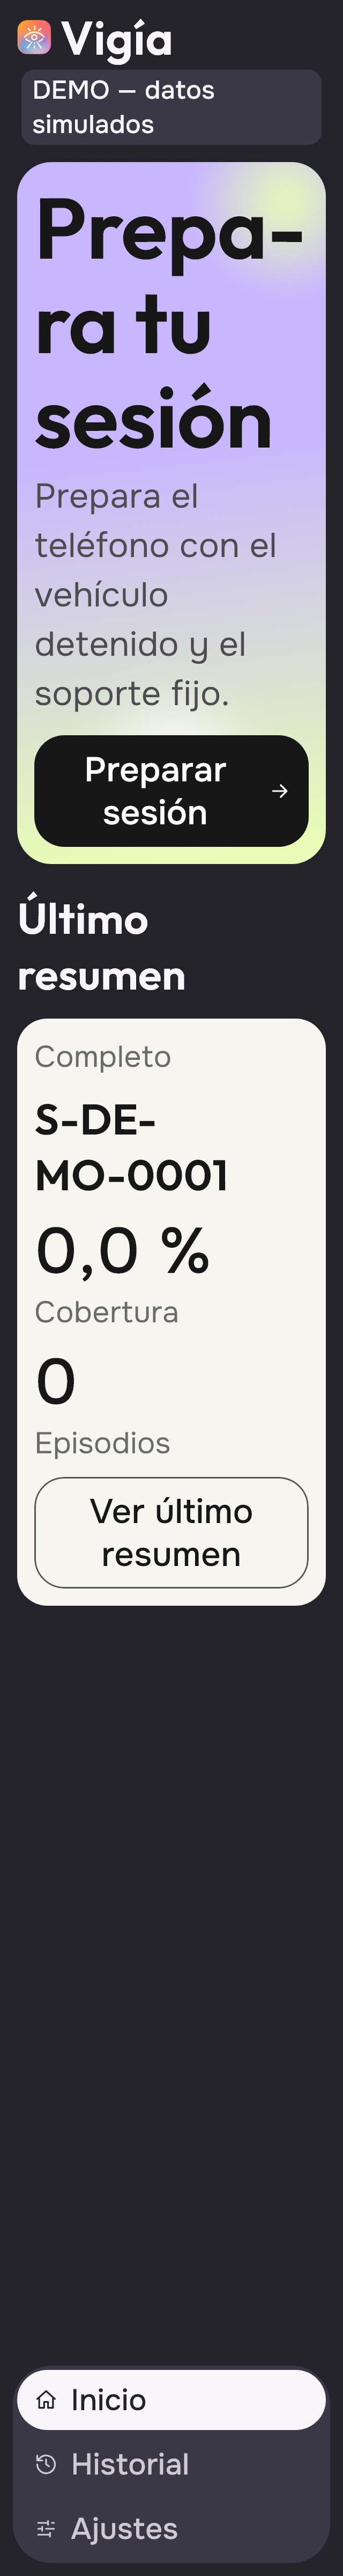 Vigía
DEMO — datos
simulados
Prepa-
ra tu
sesión
Prepara el
teléfono con el
vehículo
detenido y el
soporte fijo.
Preparar
sesión
Último
resumen
Completo
S-DE-
MO-0001
0,0 %
Cobertura
0
Episodios
Ver último
resumen
Inicio
Historial
Ajustes